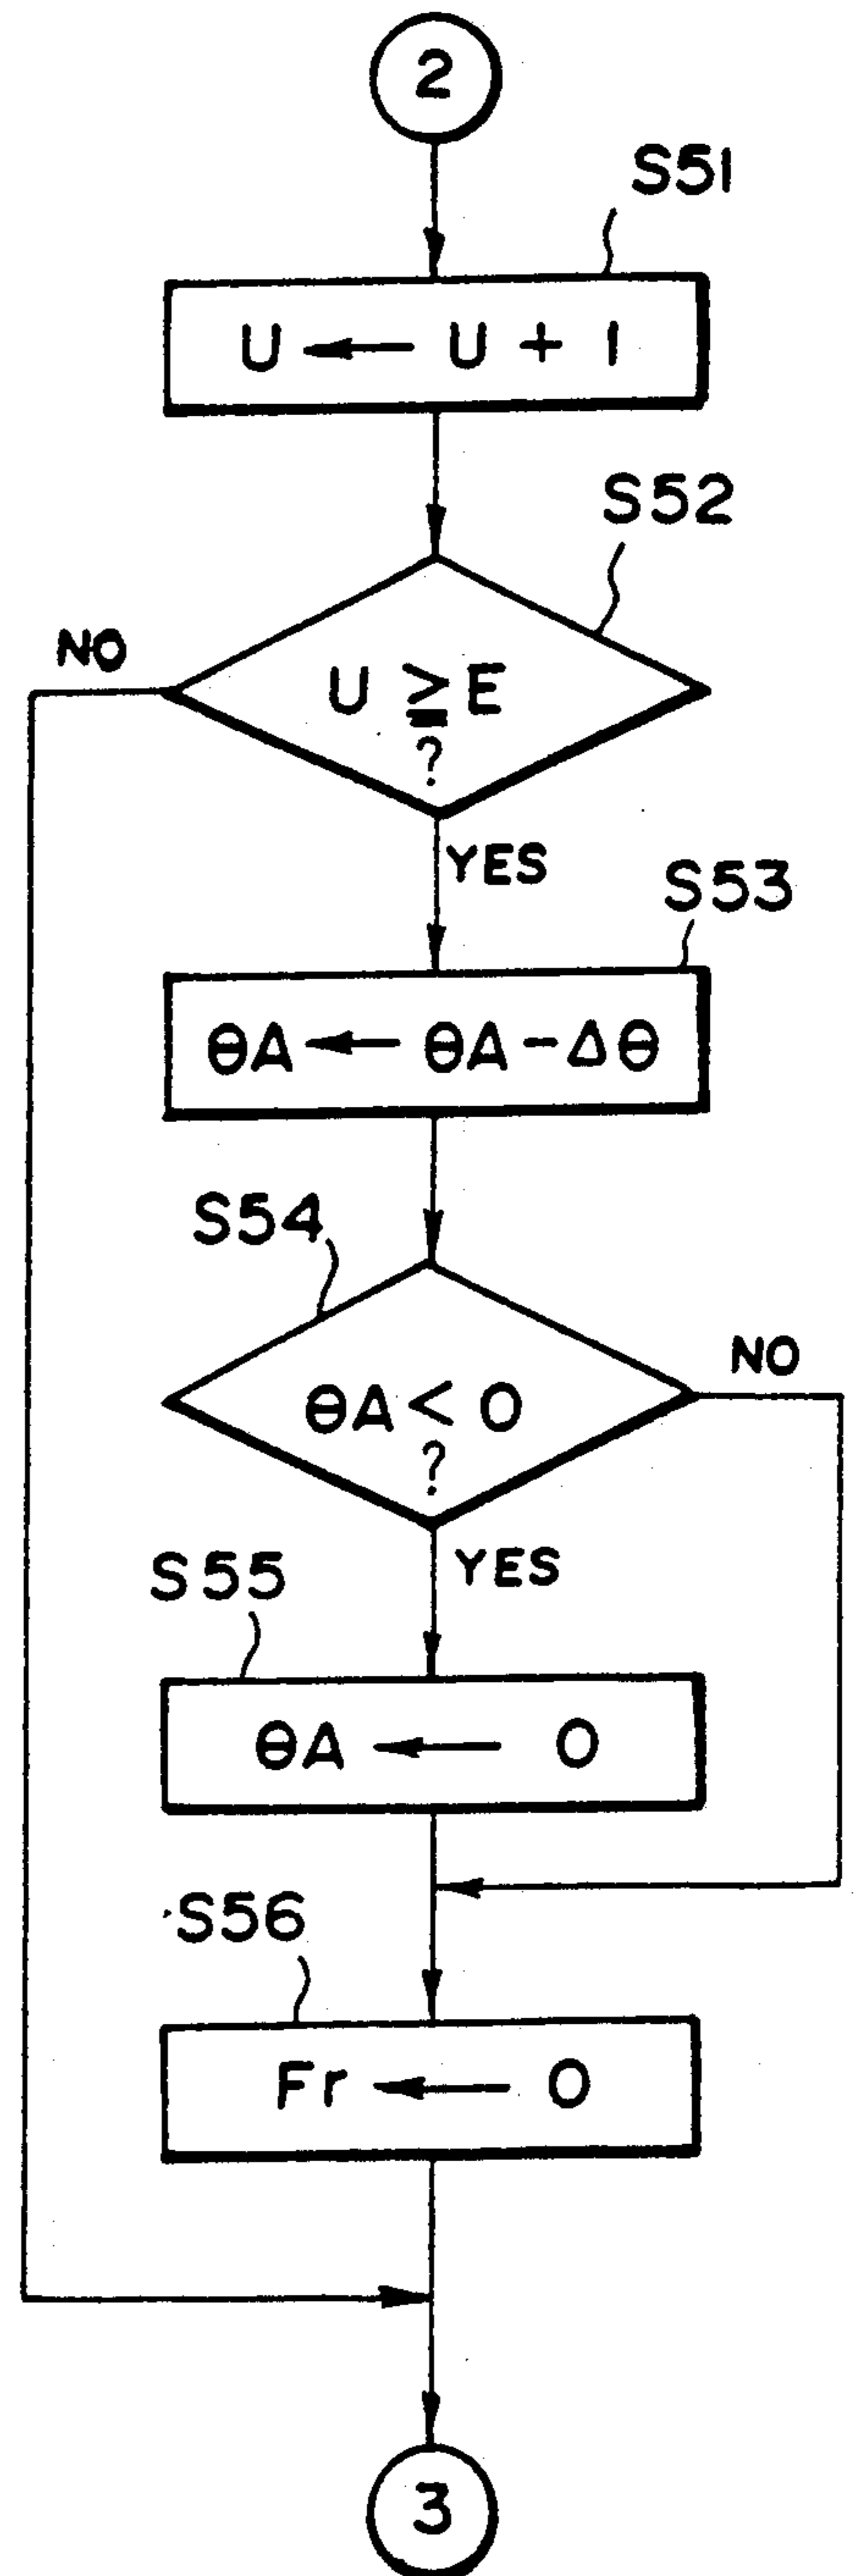 2
S51
U ← U + 1
S52
NO
U ≧ E
?
YES
S53
θA ← θA - Δθ
S54
NO
θA < 0
?
YES
S55
θA ← 0
S56
Fr ← 0
3